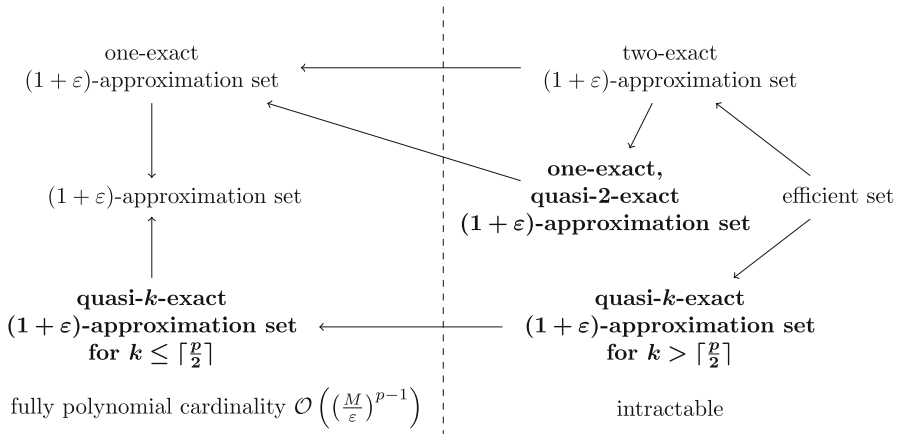 one-exact
(1 + ε)-approximation set
two-exact
(1 + ε)-approximation set
(1 + ε)-approximation set
one-exact,
quasi-2-exact
(1 + ε)-approximation set
efficient set
quasi-k-exact
(1 + ε)-approximation set
for k ≤ ⌈p/2⌉
quasi-k-exact
(1 + ε)-approximation set
for k > ⌈p/2⌉
fully polynomial cardinality 𝒪((M/ε)^{p−1})
intractable